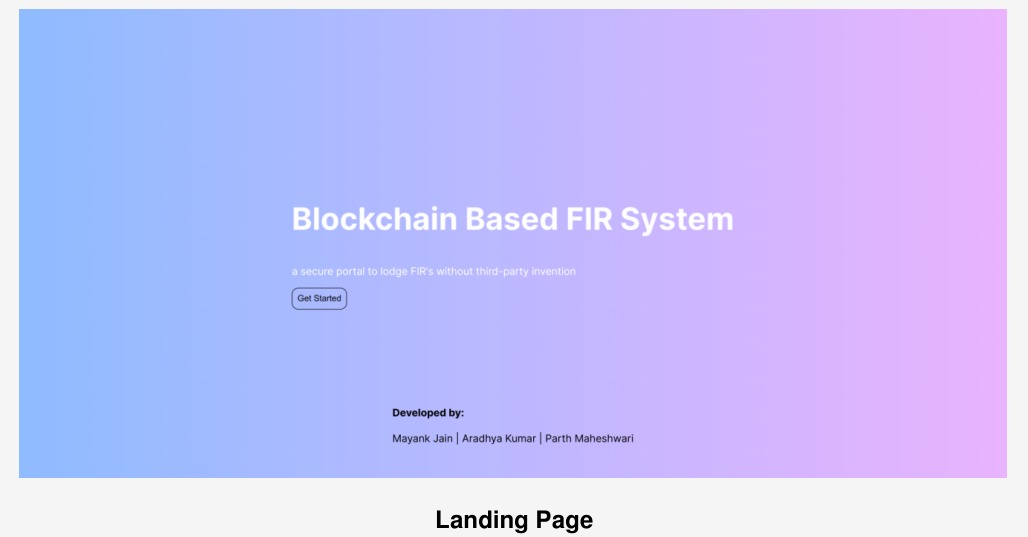 Blockchain Based FIR System
a secure portal to lodge FIR's without third-party invention
Get Started
Developed by:
Mayank Jain | Aradhya Kumar | Parth Maheshwari
Landing Page